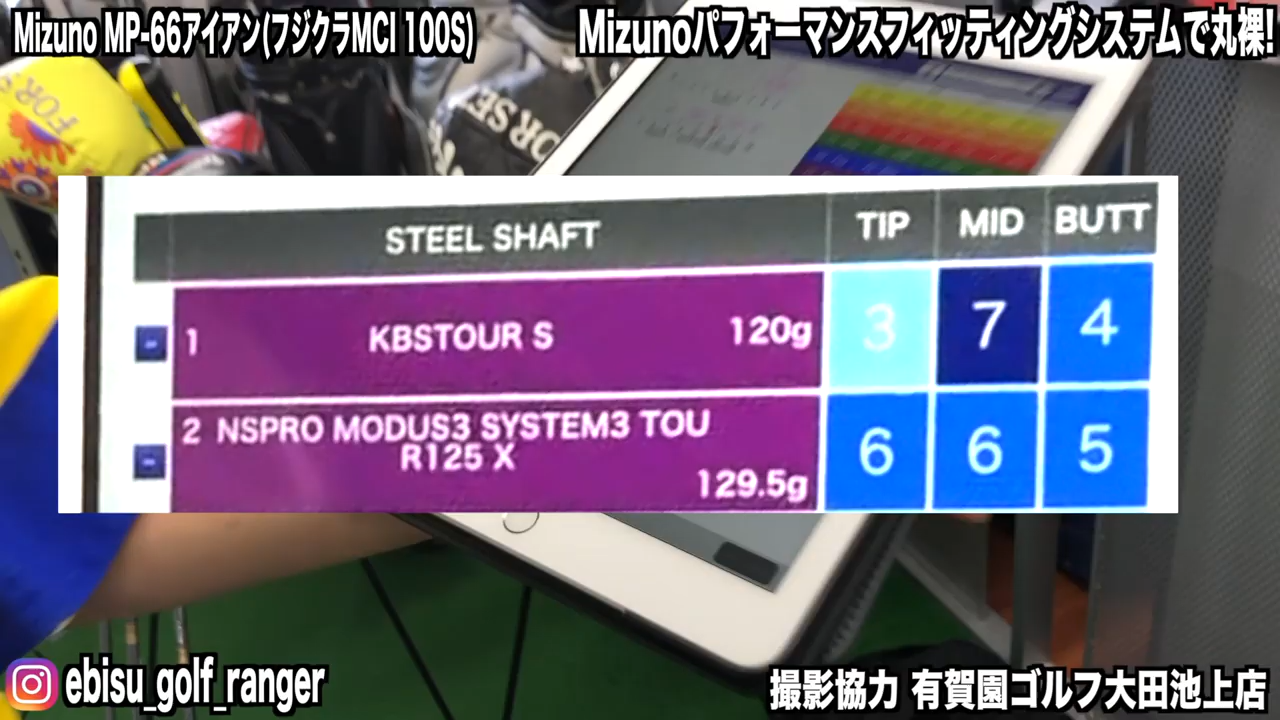 Mizuno MP-66アイアン(フジクラMCI 100S)
Mizunoパフォーマンスフィッティングシステムで丸裸!
FOR S
OR SE
STEEL SHAFT TIP MID BUTT
1 KBSTOUR S 120g 3 7 4
2 NSPRO MODUS3 SYSTEM3 TOU
R125 X
129.5g 6 6 5
ebisu_golf_ranger
撮影協力 有賀園ゴルフ大田池上店